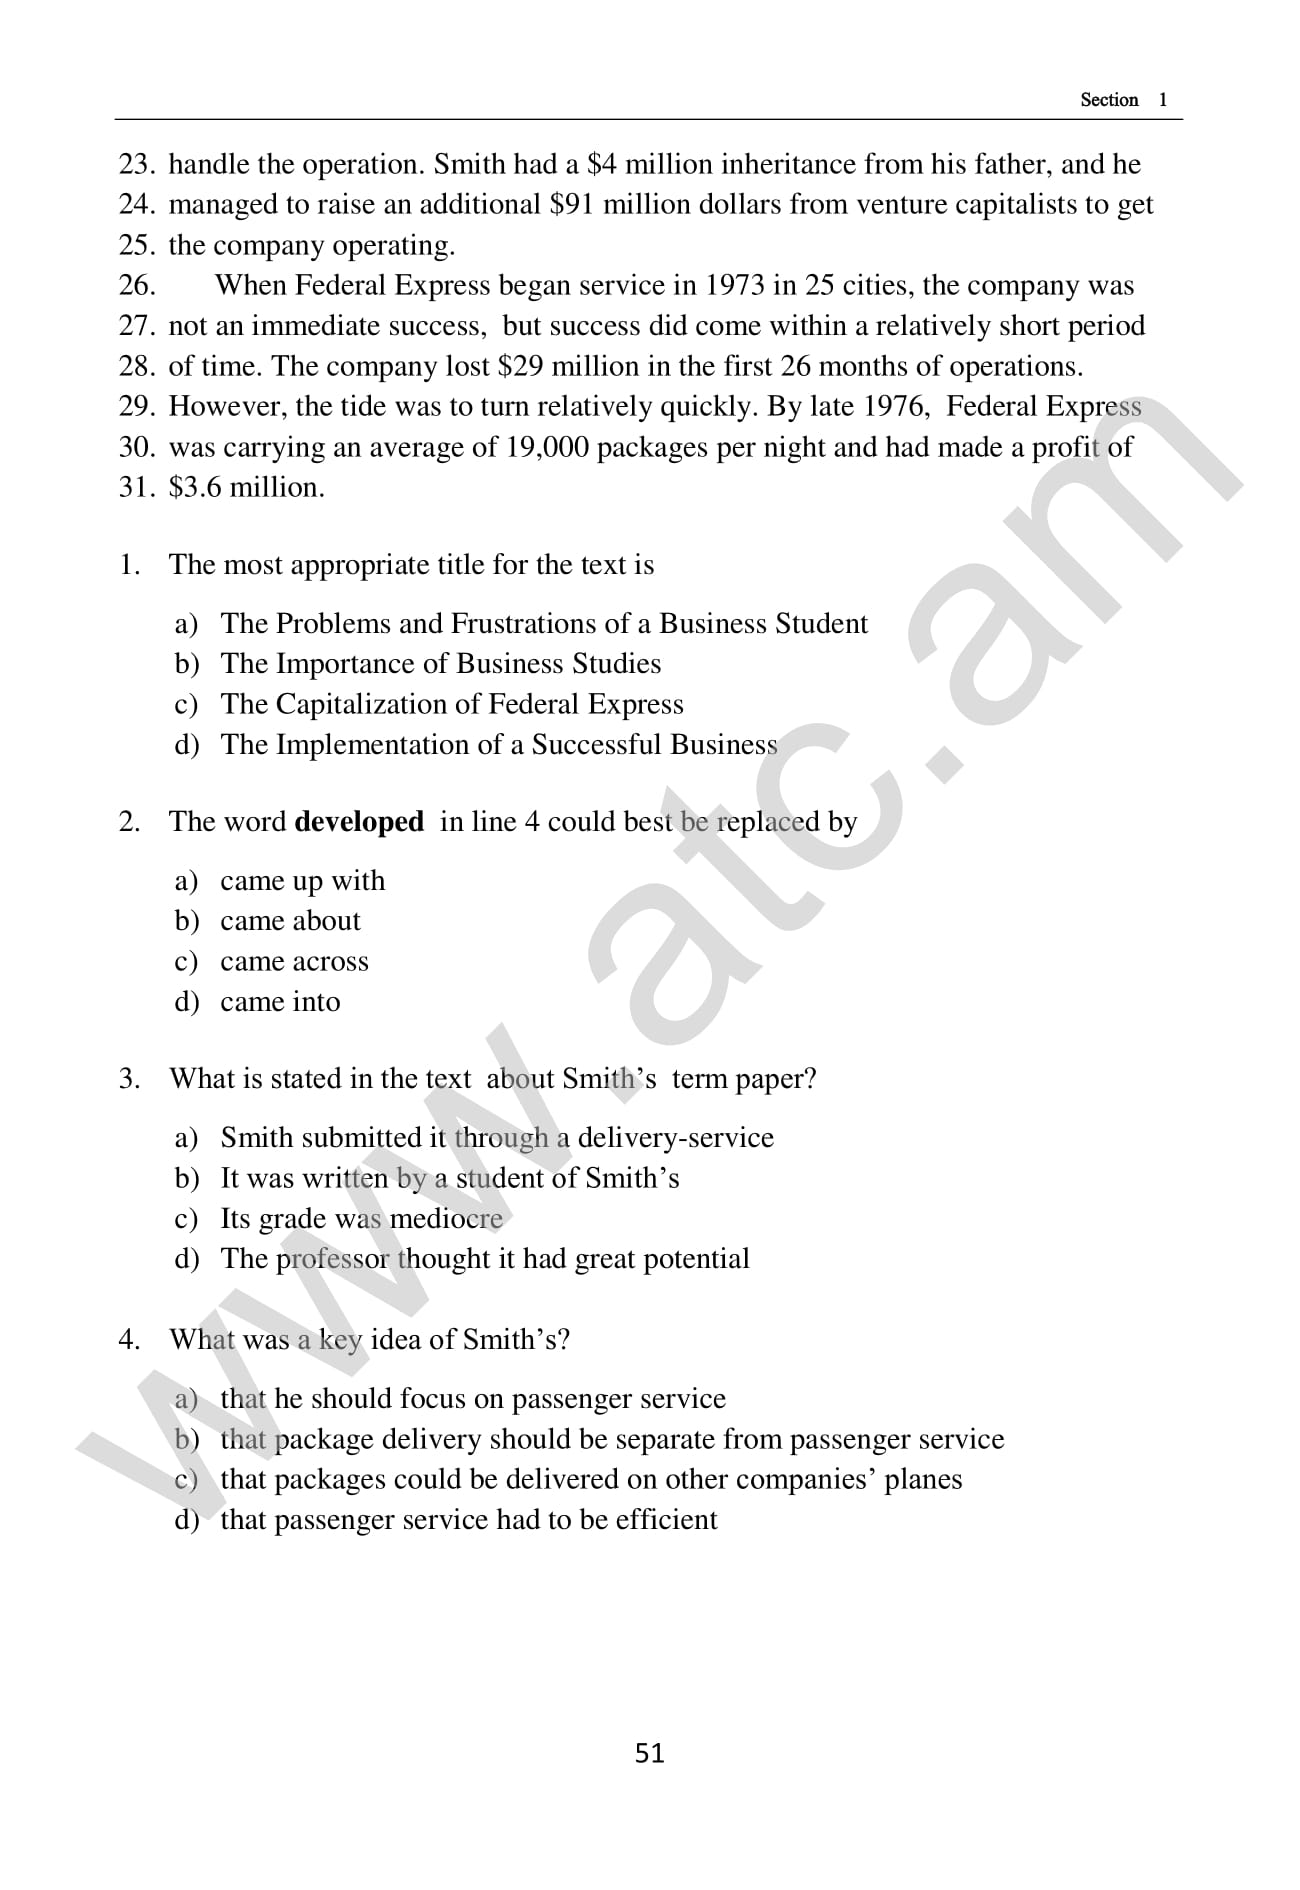 Section 1
23. handle the operation. Smith had a $4 million inheritance from his father, and he
24. managed to raise an additional $91 million dollars from venture capitalists to get
25. the company operating.
26. When Federal Express began service in 1973 in 25 cities, the company was
27. not an immediate success, but success did come within a relatively short period
28. of time. The company lost $29 million in the first 26 months of operations.
29. However, the tide was to turn relatively quickly. By late 1976, Federal Express
30. was carrying an average of 19,000 packages per night and had made a profit of
31. $3.6 million.
1. The most appropriate title for the text is
a) The Problems and Frustrations of a Business Student
b) The Importance of Business Studies
c) The Capitalization of Federal Express
d) The Implementation of a Successful Business
2. The word developed in line 4 could best be replaced by
a) came up with
b) came about
c) came across
d) came into
3. What is stated in the text about Smith’s term paper?
a) Smith submitted it through a delivery-service
b) It was written by a student of Smith’s
c) Its grade was mediocre
d) The professor thought it had great potential
4. What was a key idea of Smith’s?
a) that he should focus on passenger service
b) that package delivery should be separate from passenger service
c) that packages could be delivered on other companies’ planes
d) that passenger service had to be efficient
51
www.atc.am